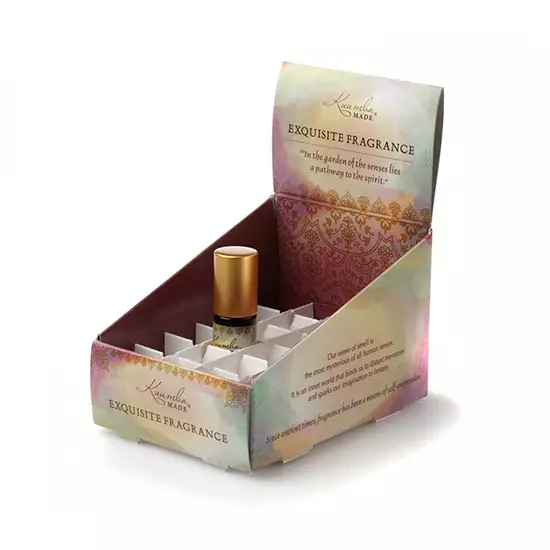 Kuumba
MADE®
EXQUISITE FRAGRANCE
"In the garden of the senses lies
a pathway to the spirit."
Kuumba
MADE®
EXQUISITE FRAGRANCE
Our sense of smell is
the most mysterious of all human senses.
It is an inner world that binds us to distant memories
and sparks our imagination to fantasy.
Since ancient times, fragrance has been a means of self-expression.
Kuumba